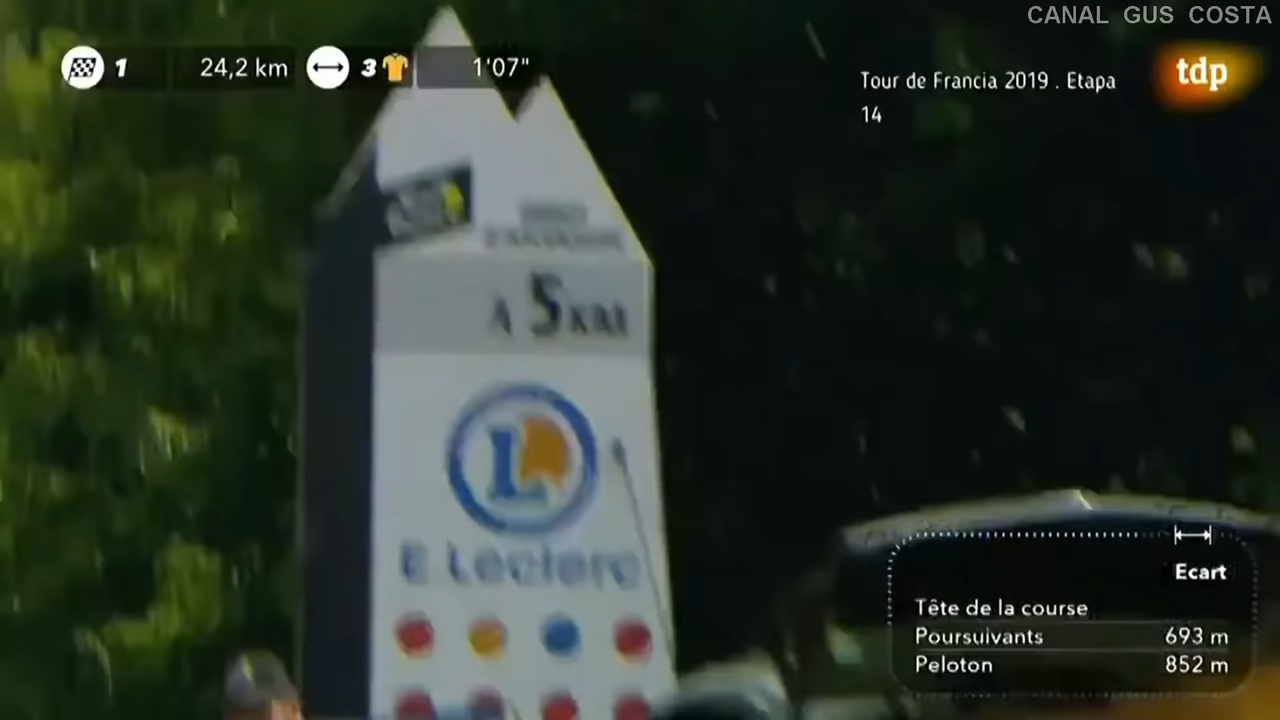 CANAL GUS COSTA
1 24,2 km 3 1'07"
Tour de Francia 2019 . Etapa
14
tdp
A 5 KM
L
E.Leclerc
Ecart
Tête de la course
Poursuivants 693 m
Peloton 852 m